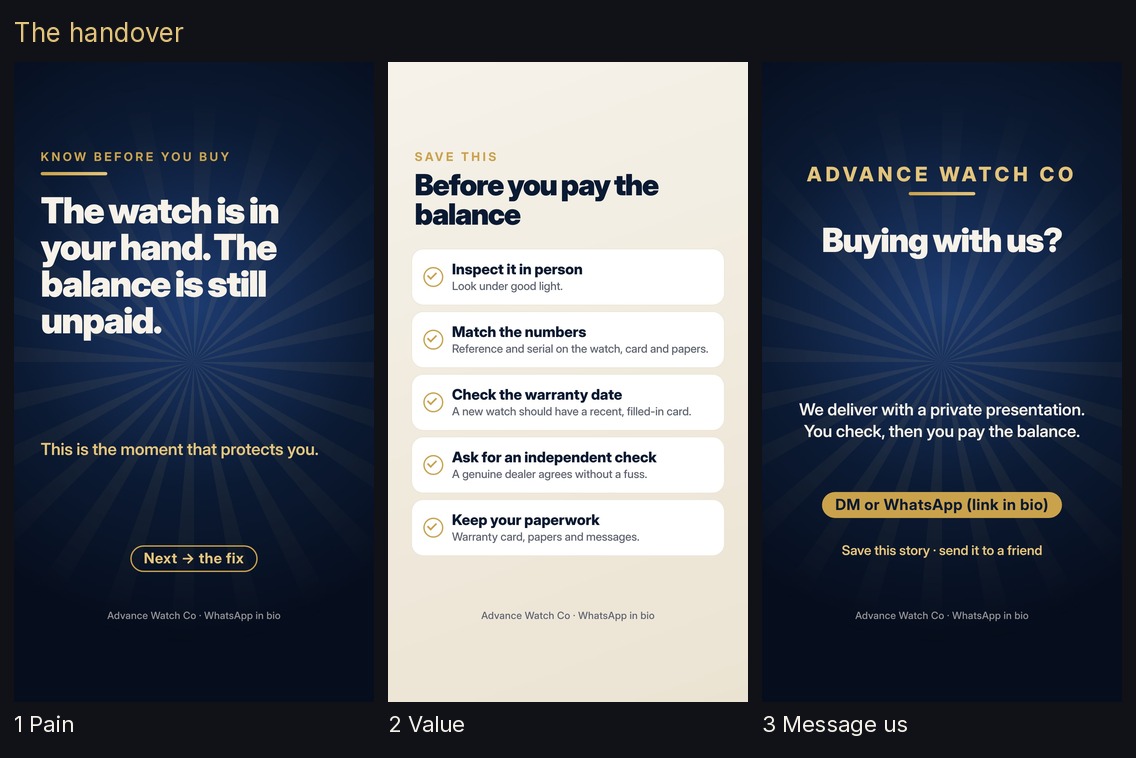 The handover
KNOW BEFORE YOU BUY
The watch is in
your hand. The
balance is still
unpaid.
This is the moment that protects you.
Next → the fix
Advance Watch Co · WhatsApp in bio
1 Pain
SAVE THIS
Before you pay the
balance
Inspect it in person
Look under good light.
Match the numbers
Reference and serial on the watch, card and papers.
Check the warranty date
A new watch should have a recent, filled-in card.
Ask for an independent check
A genuine dealer agrees without a fuss.
Keep your paperwork
Warranty card, papers and messages.
Advance Watch Co · WhatsApp in bio
2 Value
ADVANCE WATCH CO
Buying with us?
We deliver with a private presentation.
You check, then you pay the balance.
DM or WhatsApp (link in bio)
Save this story · send it to a friend
Advance Watch Co · WhatsApp in bio
3 Message us